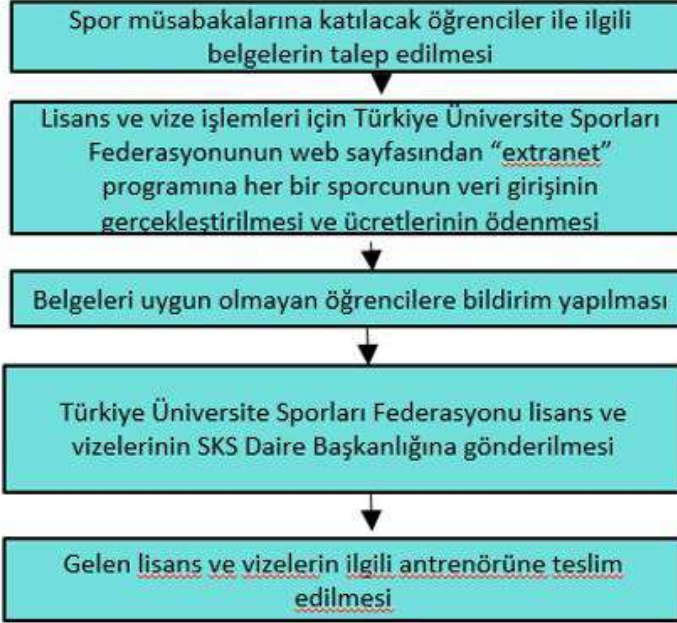 Spor müsabakalarına katılacak öğrenciler ile ilgili
belgelerin talep edilmesi
Lisans ve vize işlemleri için Türkiye Üniversite Sporları
Federasyonunun web sayfasından “extranet”
programına her bir sporcunun veri girişinin
gerçekleştirilmesi ve ücretlerinin ödenmesi
Belgeleri uygun olmayan öğrencilere bildirim yapılması
Türkiye Üniversite Sporları Federasyonu lisans ve
vizelerinin SKS Daire Başkanlığına gönderilmesi
Gelen lisans ve vizelerin ilgili antrenörüne teslim
edilmesi